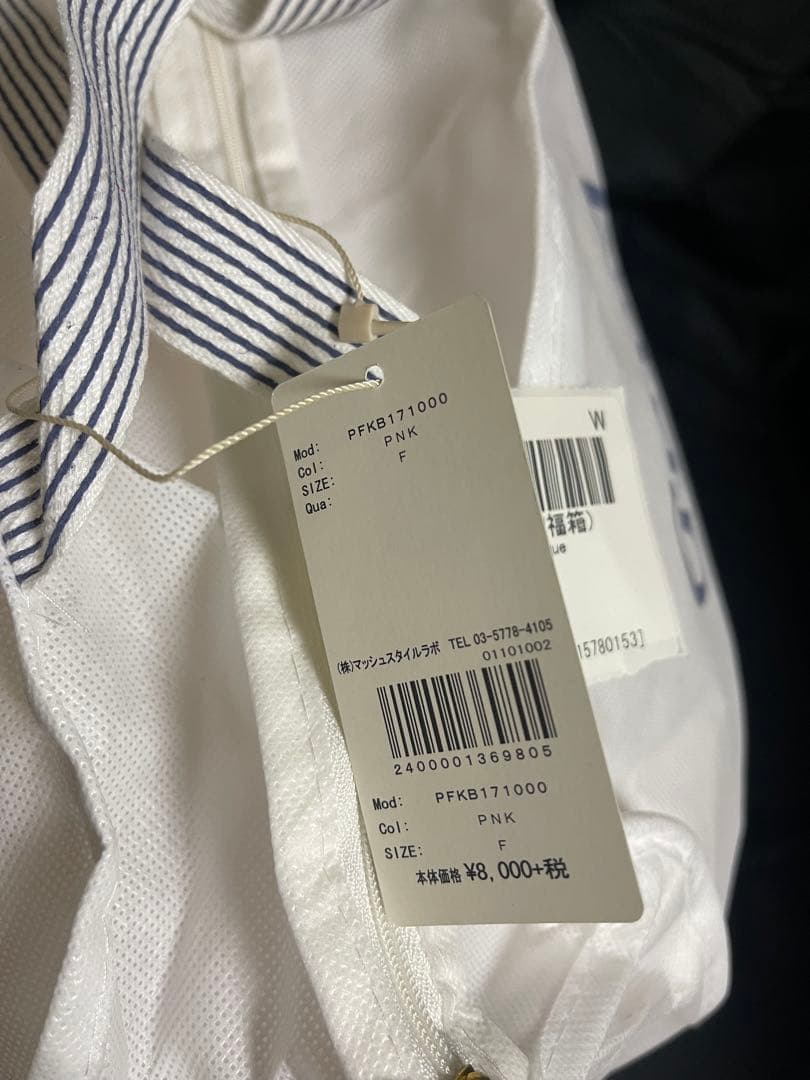 Mod: PFKB171000
Col: PNK
SIZE: F
Qua:
(株)マッシュスタイルラボ TEL 03-5778-4105
01101002
2400001369805
Mod: PFKB171000
Col: PNK
SIZE: F
本体価格 ¥8,000+税
W
福箱)
ue
15780153]